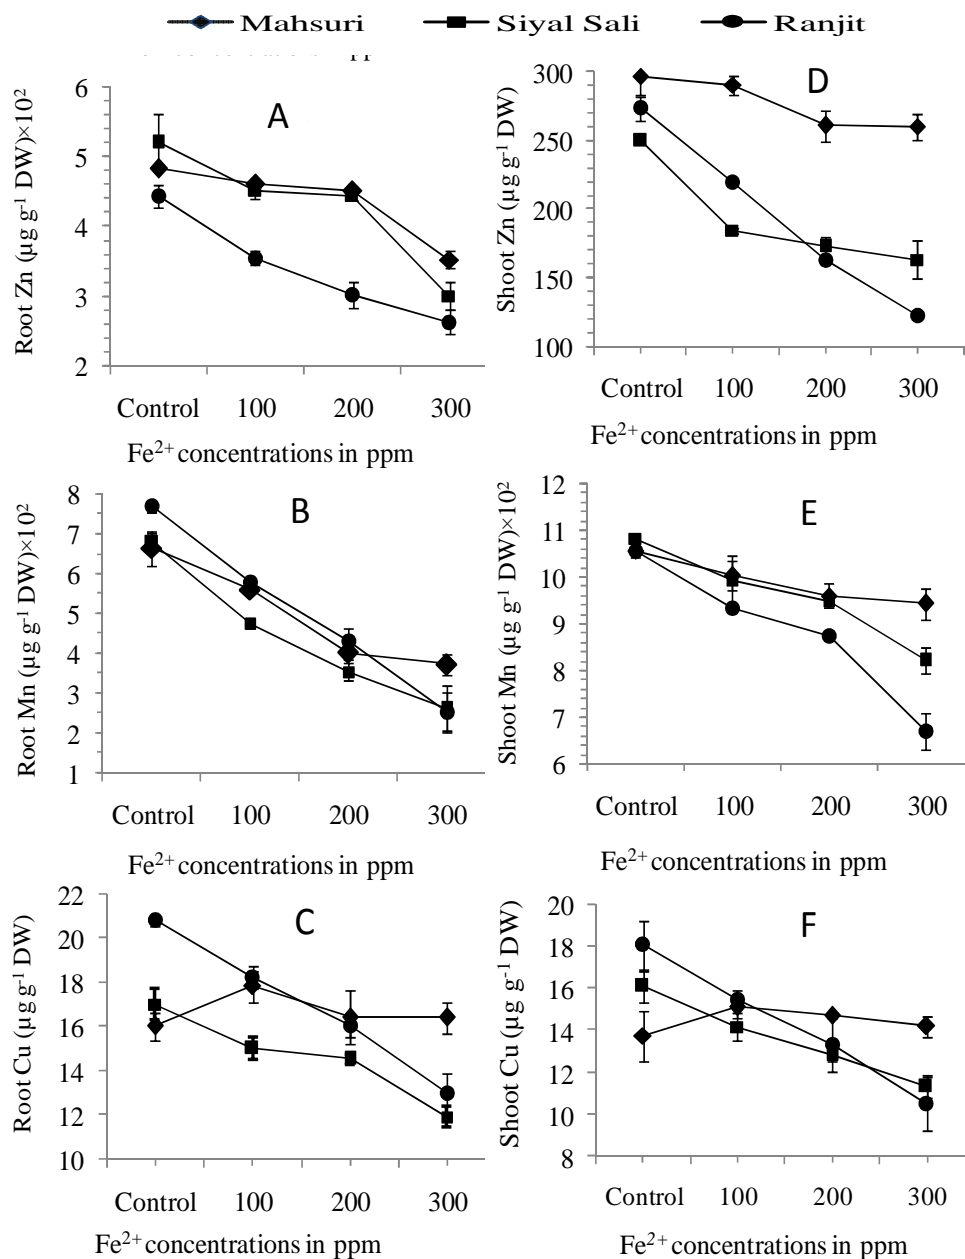 Mahsuri Siyal Sali Ranjit
A
Root Zn (µg g-1 DW)×10²
6
5
4
3
2
Control 100 200 300
Fe²⁺ concentrations in ppm
D
Shoot Zn (µg g-1 DW)
300
250
200
150
100
Control 100 200 300
Fe²⁺ concentrations in ppm
B
Root Mn (µg g-1 DW)×10²
8
7
6
5
4
3
2
1
Control 100 200 300
Fe²⁺ concentrations in ppm
E
Shoot Mn (µg g-1 DW)×10²
12
11
10
9
8
7
6
Control 100 200 300
Fe²⁺ concentrations in ppm
C
Root Cu (µg g-1 DW)
22
20
18
16
14
12
10
Control 100 200 300
Fe²⁺ concentrations in ppm
F
Shoot Cu (µg g-1 DW)
20
18
16
14
12
10
8
Control 100 200 300
Fe²⁺ concentrations in ppm